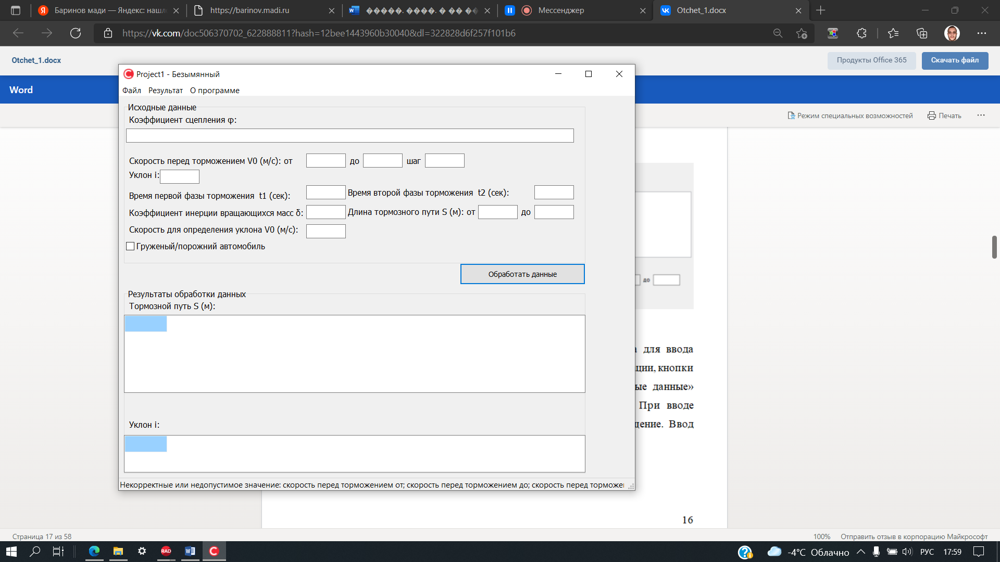 Баринов мади — Яндекс: нашл
https://barinov.madi.ru
�����. ����. � �� ��
Мессенджер
Otchet_1.docx
https://vk.com/doc506370702_622888811?hash=12bee1443960b30040&dl=322828d6f257f101b6
Otchet_1.docx
Продукты Office 365
Скачать файл
Word
Режим специальных возможностей
Печать
Project1 - Безымянный
Файл Результат О программе
Исходные данные
Коэффициент сцепления φ:
Скорость перед торможением V0 (м/с): от до шаг
Уклон i:
Время первой фазы торможения t1 (сек): Время второй фазы торможения t2 (сек):
Коэффициент инерции вращающихся масс δ: Длина тормозного пути S (м): от до
Скорость для определения уклона V0 (м/с):
Груженый/порожний автомобиль
Обработать данные
Результаты обработки данных
Тормозной путь S (м):
Уклон i:
Некорректные или недопустимое значение: скорость перед торможением от; скорость перед торможением до; скорость перед торможе
до
для ввода
ции, кнопки
ые данные»
При вводе
дение. Ввод
16
Страница 17 из 58
100%
Отправить отзыв в корпорацию Майкрософт
RAD
-4°C Облачно
РУС
17:59